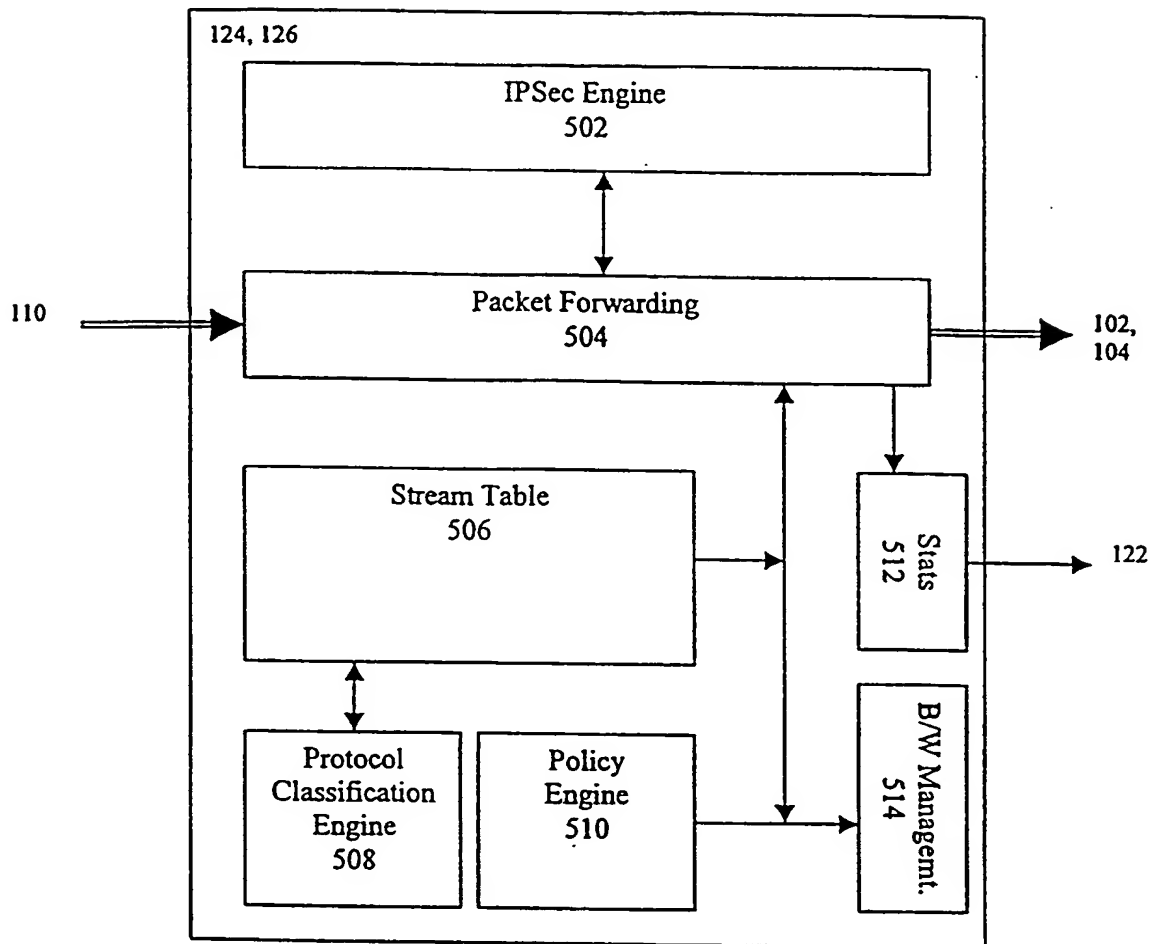 124, 126
IPSec Engine
502
110
Packet Forwarding
504
102,
104
Stream Table
506
Stats
512
122
Protocol
Classification
Engine
508
Policy
Engine
510
B/W Managemt.
514